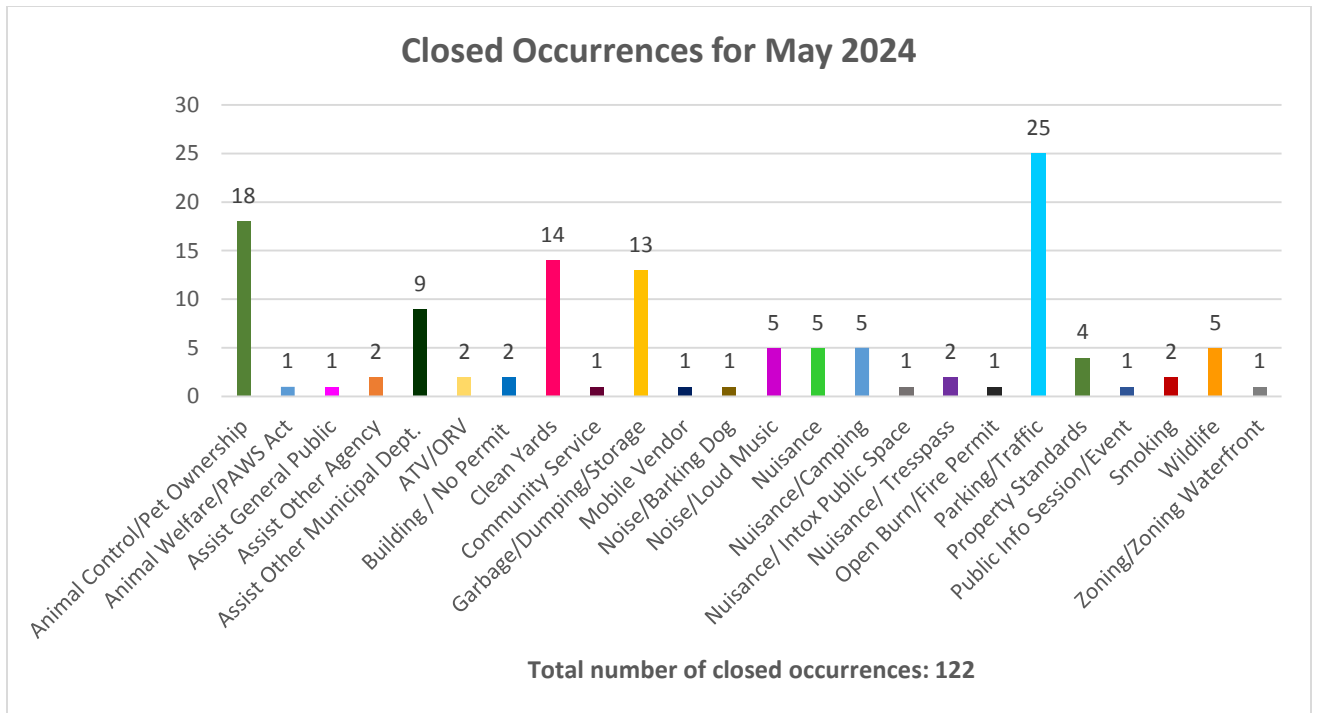 Closed Occurrences for May 2024
30
25
20
15
10
5
0
18
1
1
2
9
2
2
14
1
13
1
1
5
5
5
1
2
1
25
4
1
2
5
1
Animal Control/Pet Ownership
Animal Welfare/PAWS Act
Assist General Public
Assist Other Agency
Assist Other Municipal Dept.
ATV/ORV
Building / No Permit
Clean Yards
Community Service
Garbage/Dumping/Storage
Mobile Vendor
Noise/Barking Dog
Noise/Loud Music
Nuisance
Nuisance/Camping
Nuisance/ Intox Public Space
Nuisance/ Tresspass
Open Burn/Fire Permit
Parking/Traffic
Property Standards
Public Info Session/Event
Smoking
Wildlife
Zoning/Zoning Waterfront
Total number of closed occurrences: 122